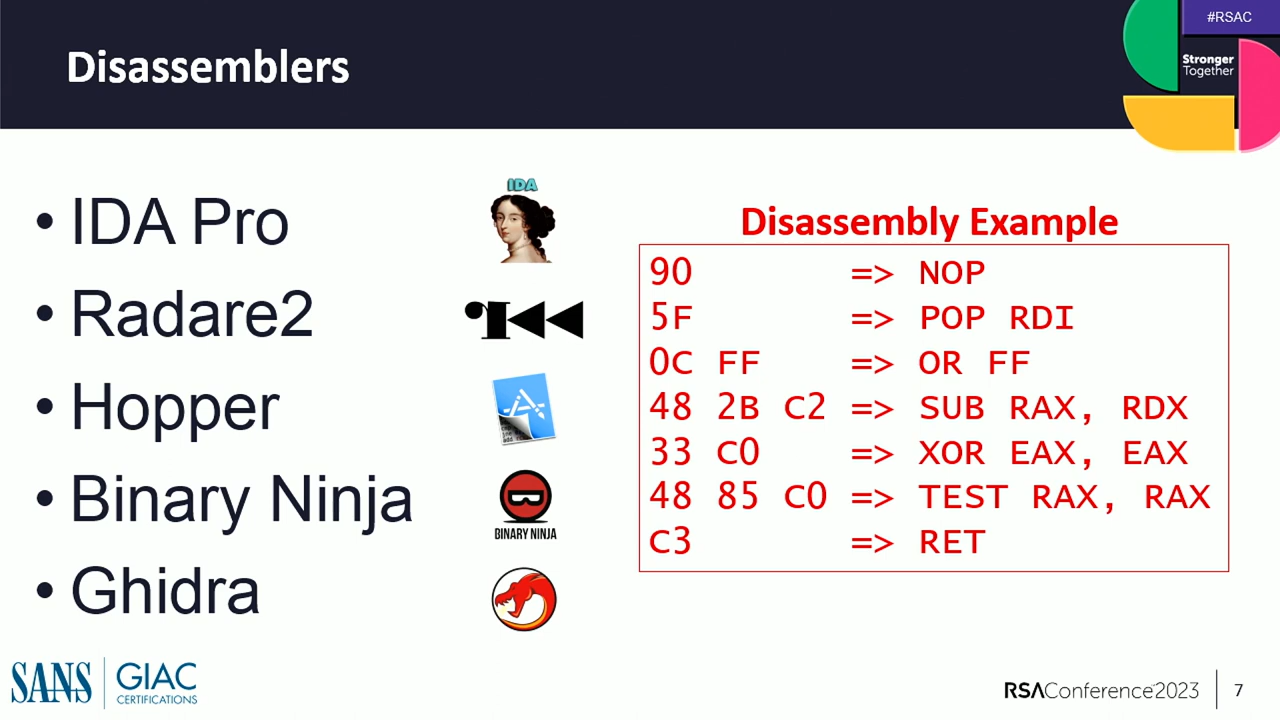 #RSAC
Disassemblers
Stronger
Together
• IDA Pro
IDA
• Radare2
• Hopper
• Binary Ninja
BINARY NINJA
• Ghidra
Disassembly Example
90 => NOP
5F => POP RDI
0C FF => OR FF
48 2B C2 => SUB RAX, RDX
33 C0 => XOR EAX, EAX
48 85 C0 => TEST RAX, RAX
C3 => RET
SANS
GIAC
CERTIFICATIONS
RSAConference™2023
7